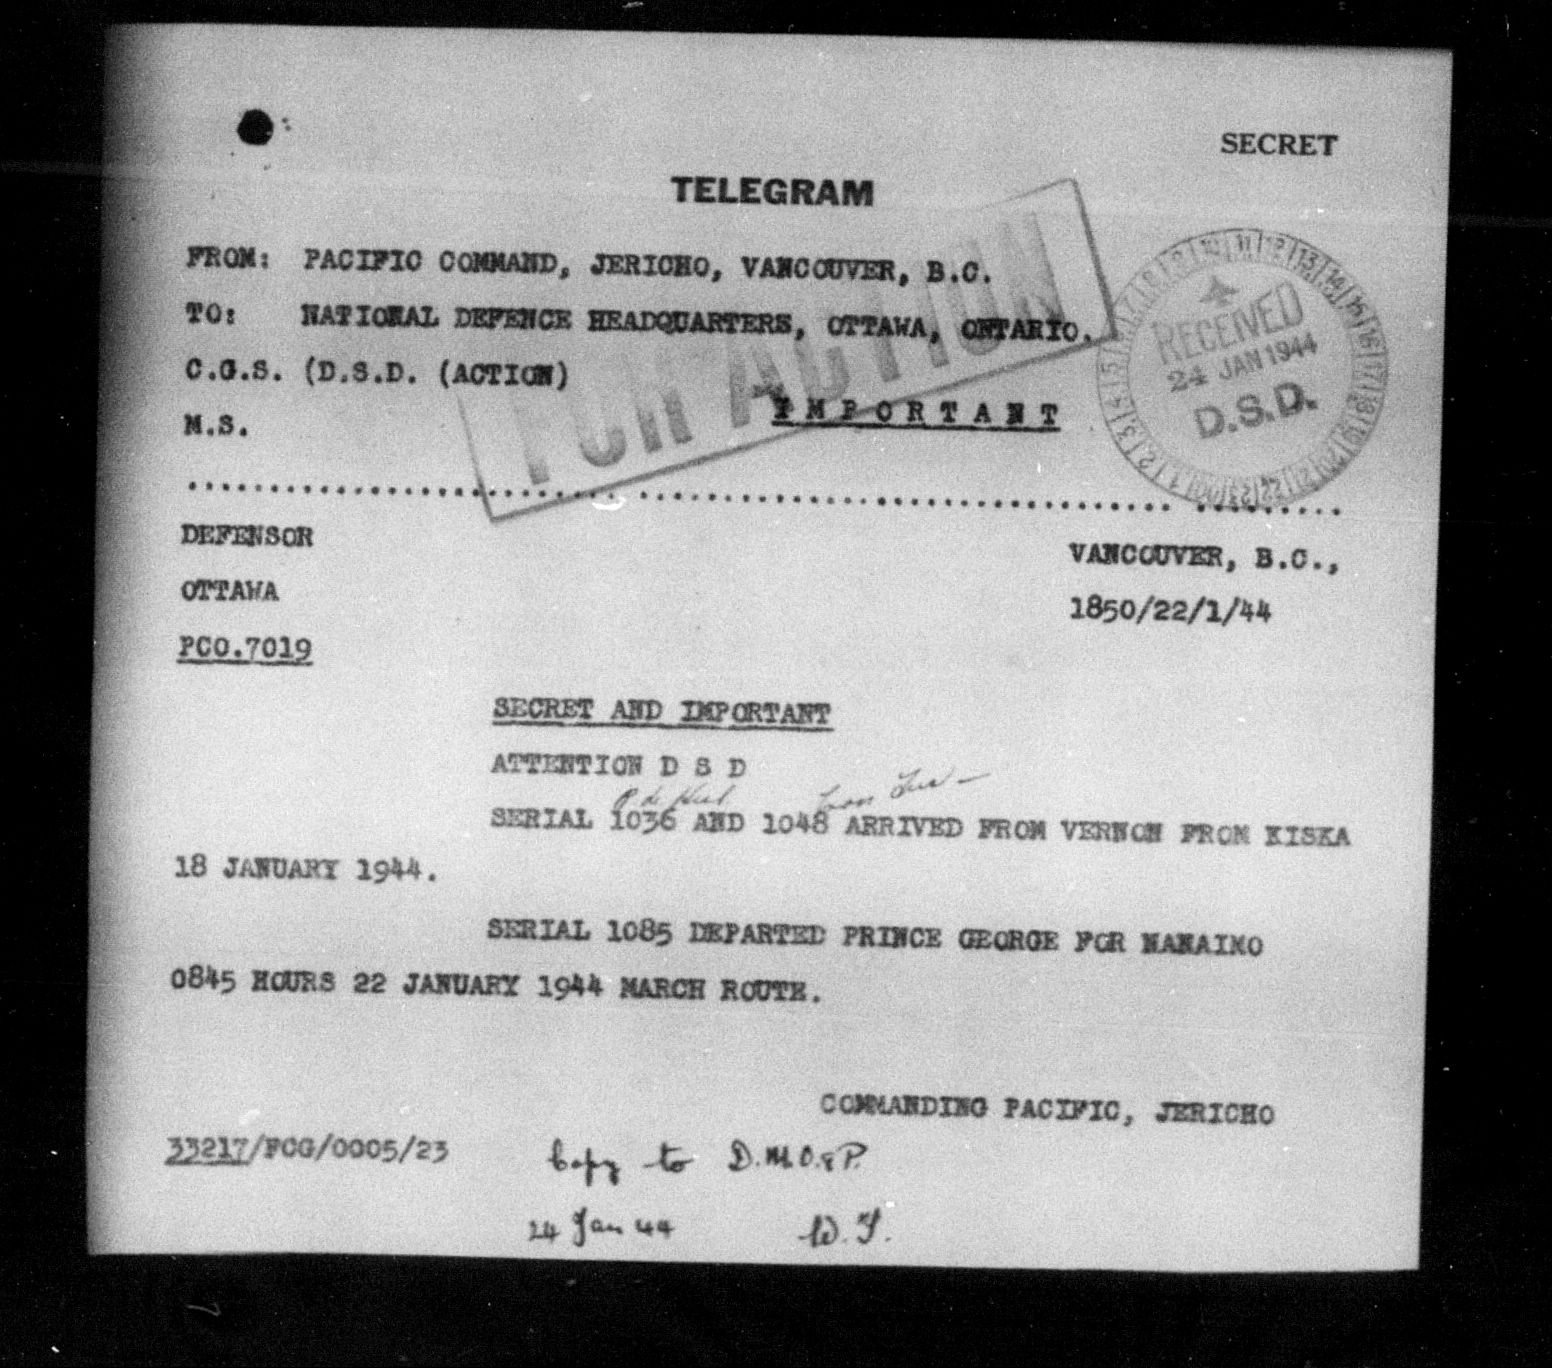 SECRET
TELEGRAM
FROM: PACIFIC COMMAND, JERICHO, VANCOUVER, B.C.
TO: NATIONAL DEFENCE HEADQUARTERS, OTTAWA, ONTARIO.
C.G.S. (D.S.D. (ACTION)
IMPORTANT
M.S.
FOR ACTION
RECEIVED
24 JAN 1944
D.S.D.
DEFENSOR
VANCOUVER, B.C.,
OTTAWA
1850/22/1/44
PCO.7019
SECRET AND IMPORTANT
ATTENTION D S D
SERIAL 1036 AND 1048 ARRIVED FROM VERNON FROM KISKA
18 JANUARY 1944.
SERIAL 1085 DEPARTED PRINCE GEORGE FOR NANAIMO
0845 HOURS 22 JANUARY 1944 MARCH ROUTE.
COMMANDING PACIFIC, JERICHO
33217/FCG/0005/23
Copy to D.M.O.&P.
24 Jan 44